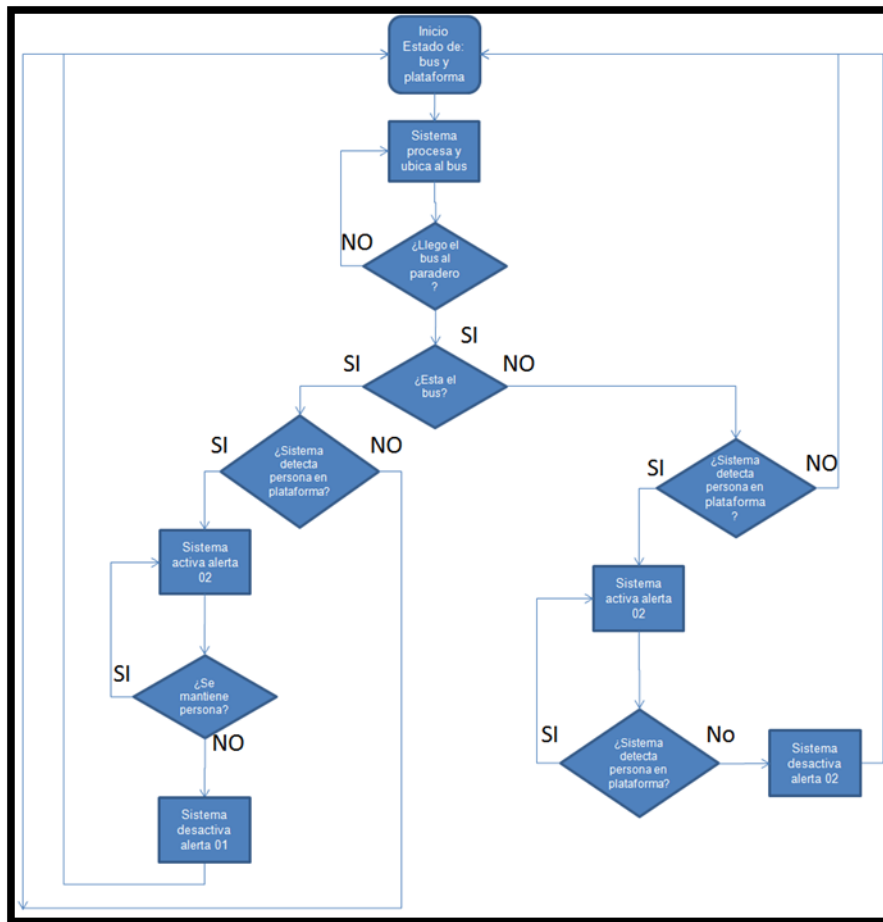 Inicio
Estado de:
bus y
plataforma
Sistema
procesa y
ubica al bus
NO
¿Llego el
bus al
paradero
?
SI
SI
¿Esta el
bus?
NO
SI
¿Sistema
detecta
persona en
plataforma?
NO
SI
¿Sistema
detecta
persona en
plataforma
?
NO
Sistema
activa alerta
02
Sistema
activa alerta
02
SI
¿Se
mantiene
persona?
NO
SI
¿Sistema
detecta
persona en
plataforma?
No
Sistema
desactiva
alerta 02
Sistema
desactiva
alerta 01